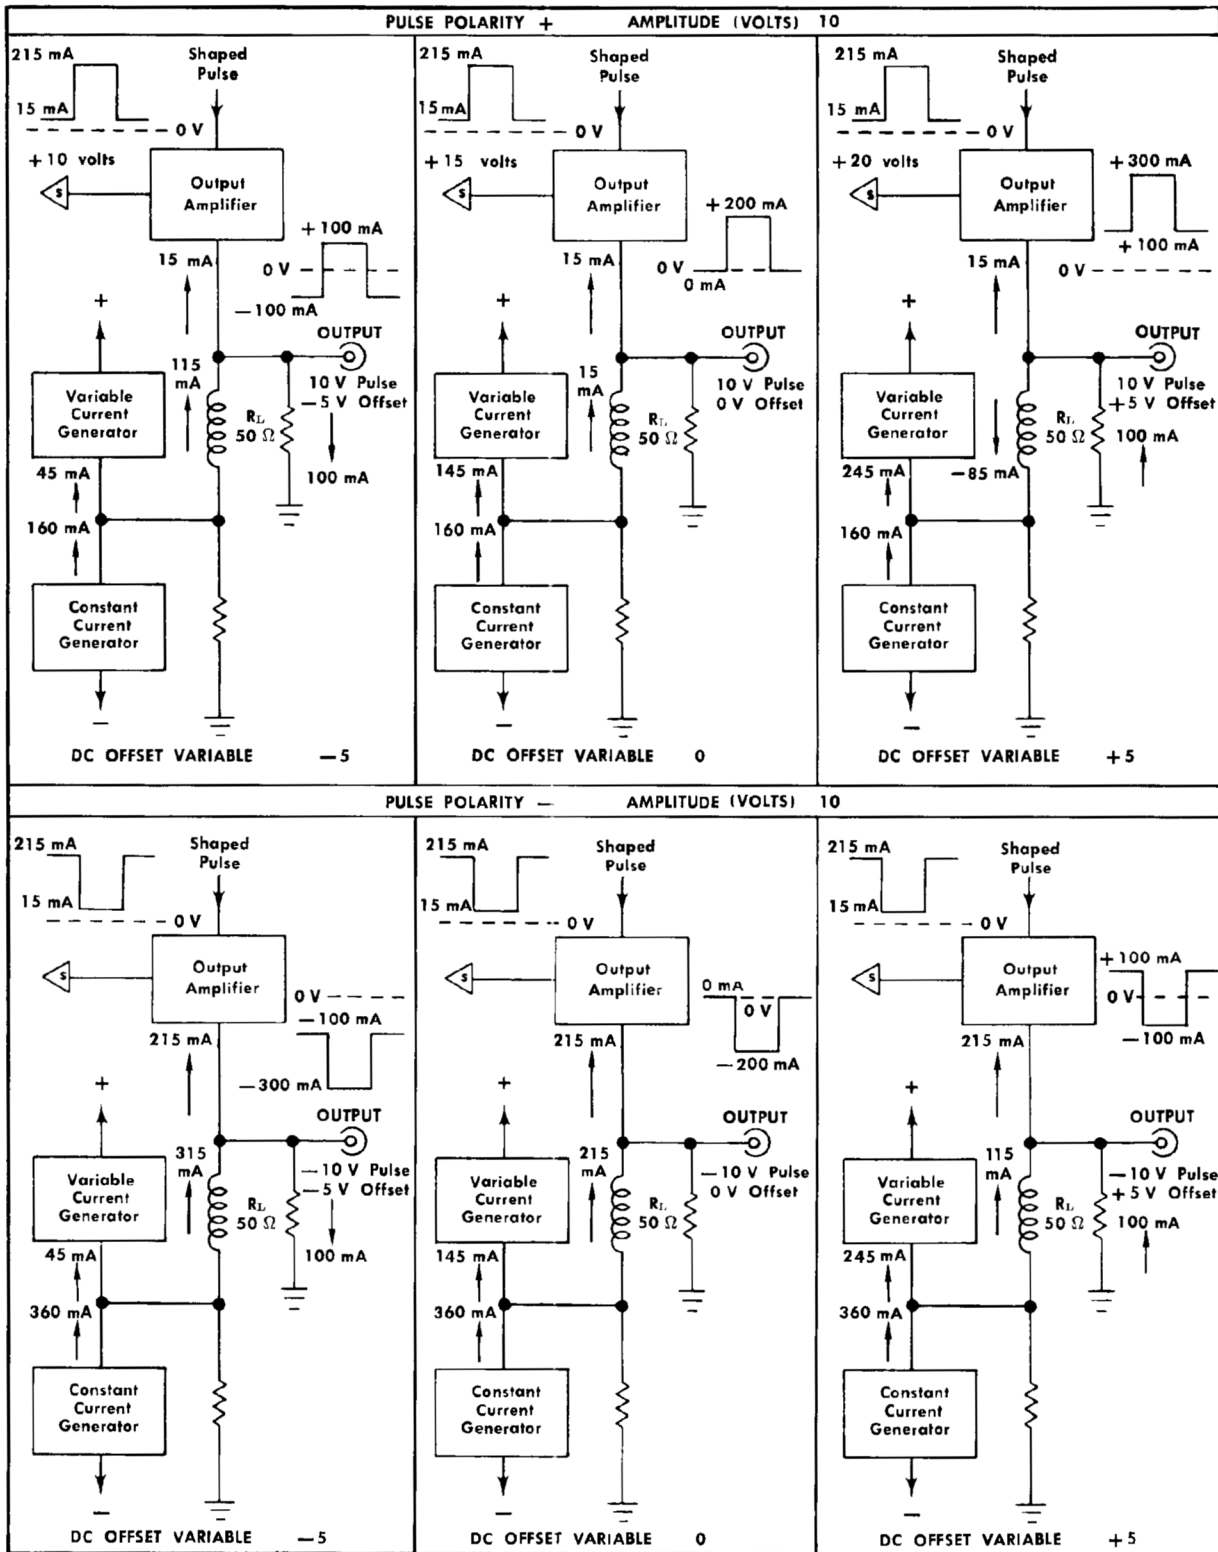 PULSE POLARITY + AMPLITUDE (VOLTS) 10
215 mA
Shaped
Pulse
15 mA
0 V
+ 10 volts
S
Output
Amplifier
+ 100 mA
15 mA
0 V
— 100 mA
+
OUTPUT
115
mA
10 V Pulse
— 5 V Offset
Variable
Current
Generator
RL
50 Ω
100 mA
45 mA
160 mA
Constant
Current
Generator
—
DC OFFSET VARIABLE — 5
215 mA
Shaped
Pulse
15 mA
0 V
+ 15 volts
S
Output
Amplifier
+ 200 mA
15 mA
0 V
0 mA
+
OUTPUT
15
mA
10 V Pulse
0 V Offset
Variable
Current
Generator
RL
50 Ω
145 mA
160 mA
Constant
Current
Generator
—
DC OFFSET VARIABLE 0
215 mA
Shaped
Pulse
15 mA
0 V
+ 20 volts
S
Output
Amplifier
+ 300 mA
+ 100 mA
15 mA
0 V
+
OUTPUT
10 V Pulse
+ 5 V Offset
Variable
Current
Generator
RL
50 Ω
100 mA
245 mA
— 85 mA
160 mA
Constant
Current
Generator
—
DC OFFSET VARIABLE + 5
PULSE POLARITY — AMPLITUDE (VOLTS) 10
215 mA
Shaped
Pulse
15 mA
0 V
S
Output
Amplifier
0 V
— 100 mA
215 mA
— 300 mA
+
OUTPUT
315
mA
— 10 V Pulse
— 5 V Offset
Variable
Current
Generator
RL
50 Ω
100 mA
45 mA
360 mA
Constant
Current
Generator
—
DC OFFSET VARIABLE — 5
215 mA
Shaped
Pulse
15 mA
0 V
S
Output
Amplifier
0 mA
0 V
215 mA
— 200 mA
+
OUTPUT
215
mA
— 10 V Pulse
0 V Offset
Variable
Current
Generator
RL
50 Ω
145 mA
360 mA
Constant
Current
Generator
—
DC OFFSET VARIABLE 0
215 mA
Shaped
Pulse
15 mA
0 V
S
Output
Amplifier
+ 100 mA
0 V
— 100 mA
215 mA
+
OUTPUT
115
mA
— 10 V Pulse
+ 5 V Offset
Variable
Current
Generator
RL
50 Ω
100 mA
245 mA
360 mA
Constant
Current
Generator
—
DC OFFSET VARIABLE + 5